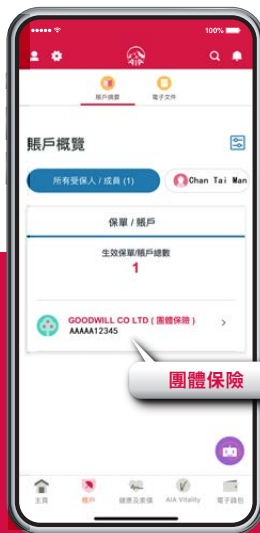 100%
AIA
賬戶摘要
電子文件
賬戶概覽
所有受保人 / 成員 (1)
Chan Tai Man
保單 / 賬戶
生效保單/賬戶總數
1
GOODWILL CO LTD ( 團體保險 )
AAAAA12345
團體保險
主頁
賬戶
健康及索償
AIA Vitality
電子錢包